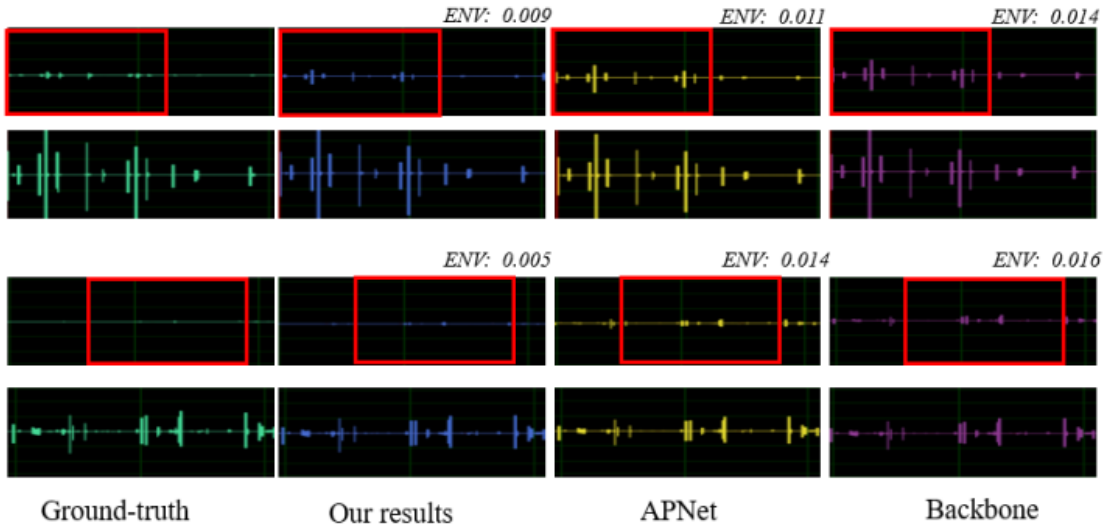 ENV: 0.009
ENV: 0.011
ENV: 0.014
ENV: 0.005
ENV: 0.014
ENV: 0.016
Ground-truth
Our results
APNet
Backbone